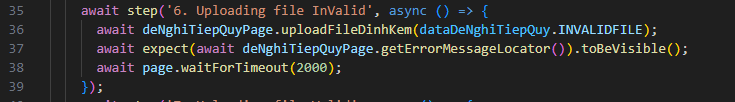 35 await step('6. Uploading file InValid', async () => {
36 await deNghiTiepQuyPage.uploadFileDinhKem(dataDeNghiTiepQuy.INVALIDFILE);
37 await expect(await deNghiTiepQuyPage.getErrorMessageLocator()).toBeVisible();
38 await page.waitForTimeout(2000);
39 });